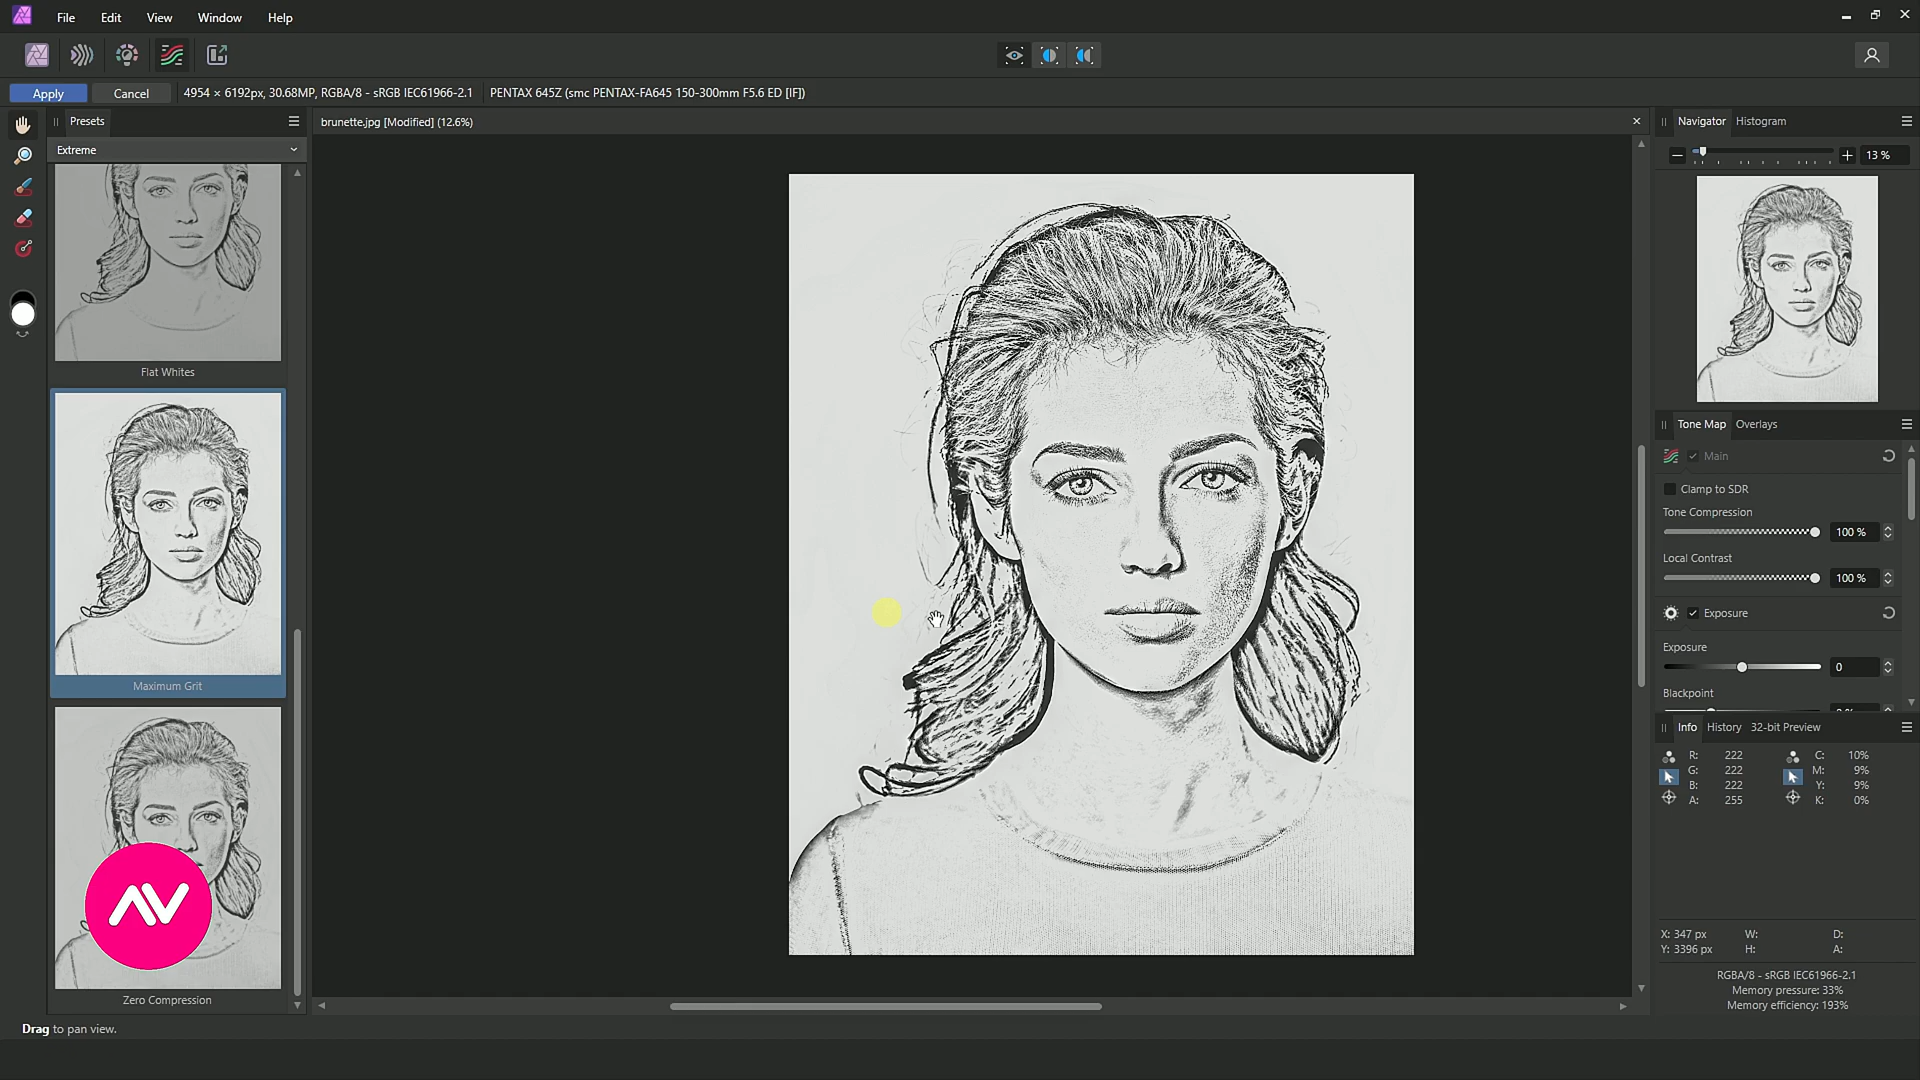 File Edit View Window Help
Apply Cancel 4954 × 6192px, 30.68MP, RGBA/8 - sRGB IEC61966-2.1 PENTAX 645Z (smc PENTAX-FA645 150-300mm F5.6 ED [IF])
Presets
Extreme
Flat Whites
Maximum Grit
Zero Compression
brunette.jpg [Modified] (12.6%)
Navigator Histogram
13 %
Tone Map Overlays
Main
Clamp to SDR
Tone Compression
100 %
Local Contrast
100 %
Exposure
Exposure
0
Blackpoint
Info History 32-bit Preview
R: 222 C: 10%
G: 222 M: 9%
B: 222 Y: 9%
A: 255 K: 0%
X: 347 px W: D:
Y: 3396 px H: A:
RGBA/8 - sRGB IEC61966-2.1
Memory pressure: 33%
Memory efficiency: 193%
Drag to pan view.